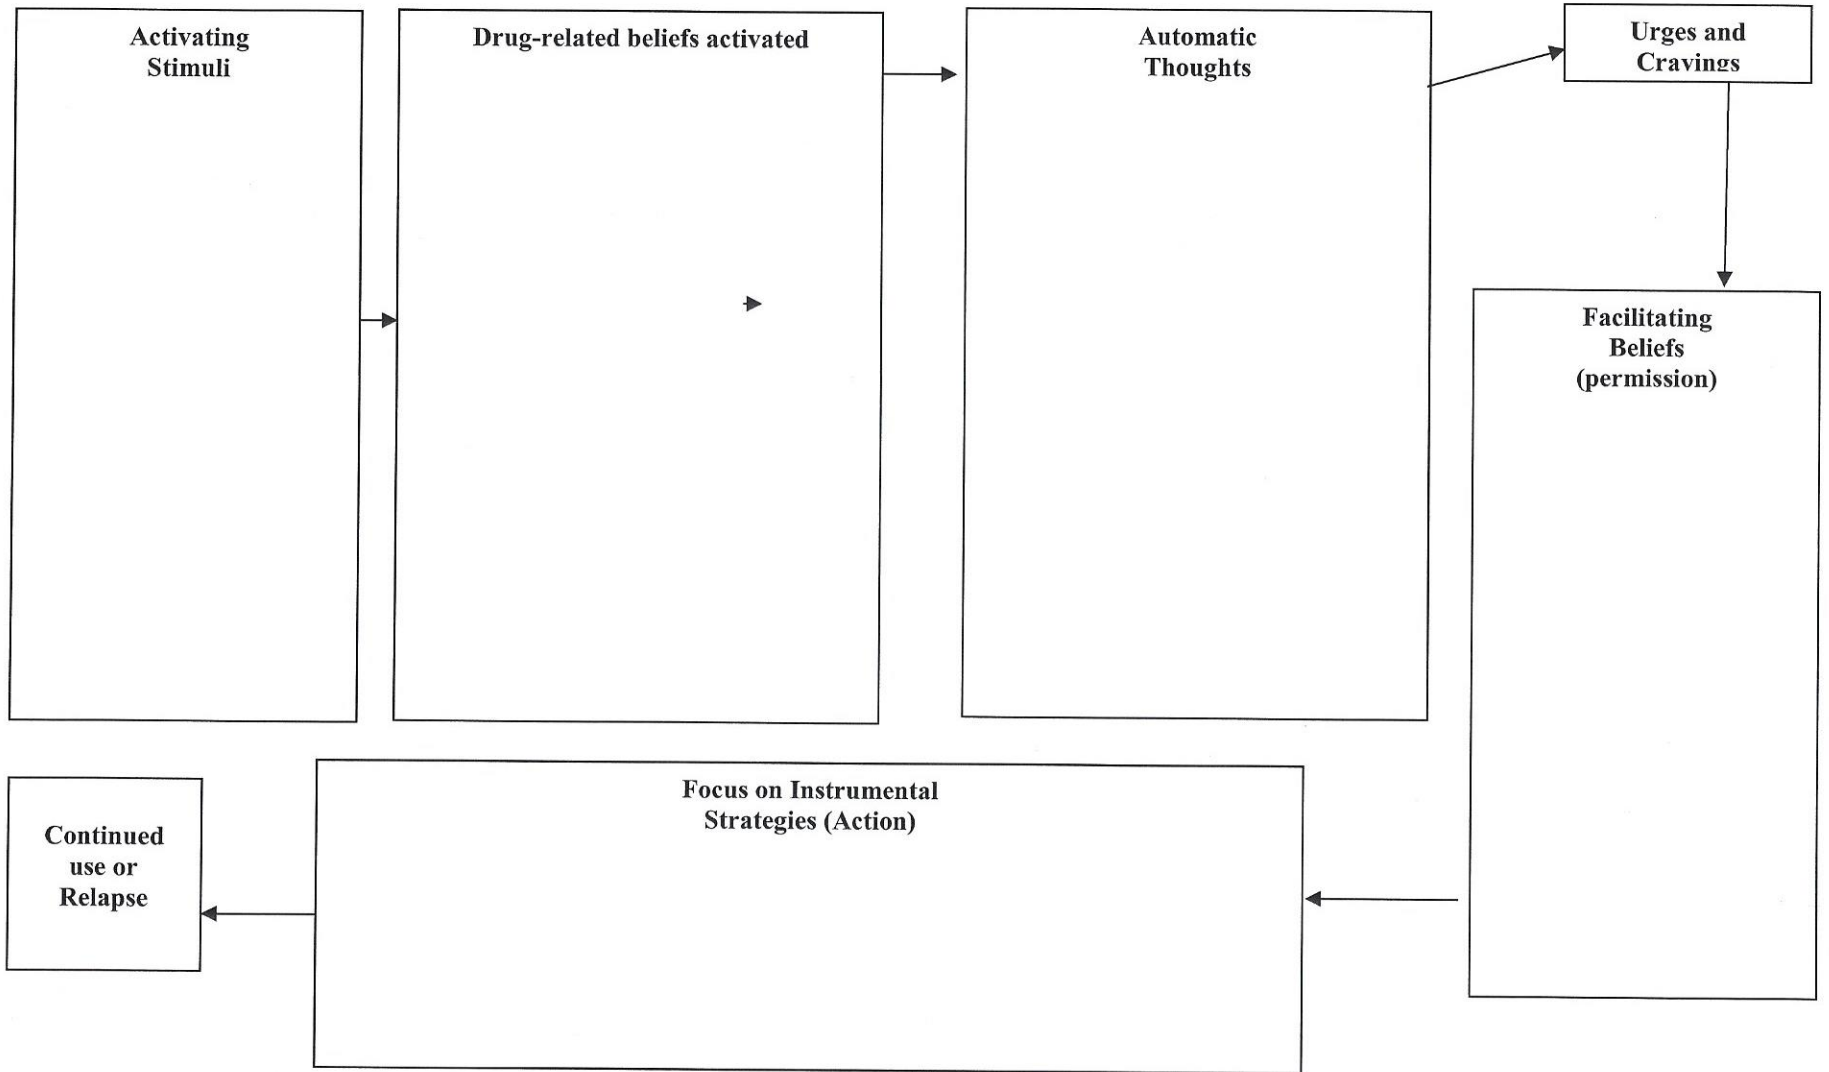 Activating
Stimuli
Drug-related beliefs activated
Automatic
Thoughts
Urges and
Cravings
Facilitating
Beliefs
(permission)
Focus on Instrumental
Strategies (Action)
Continued
use or
Relapse